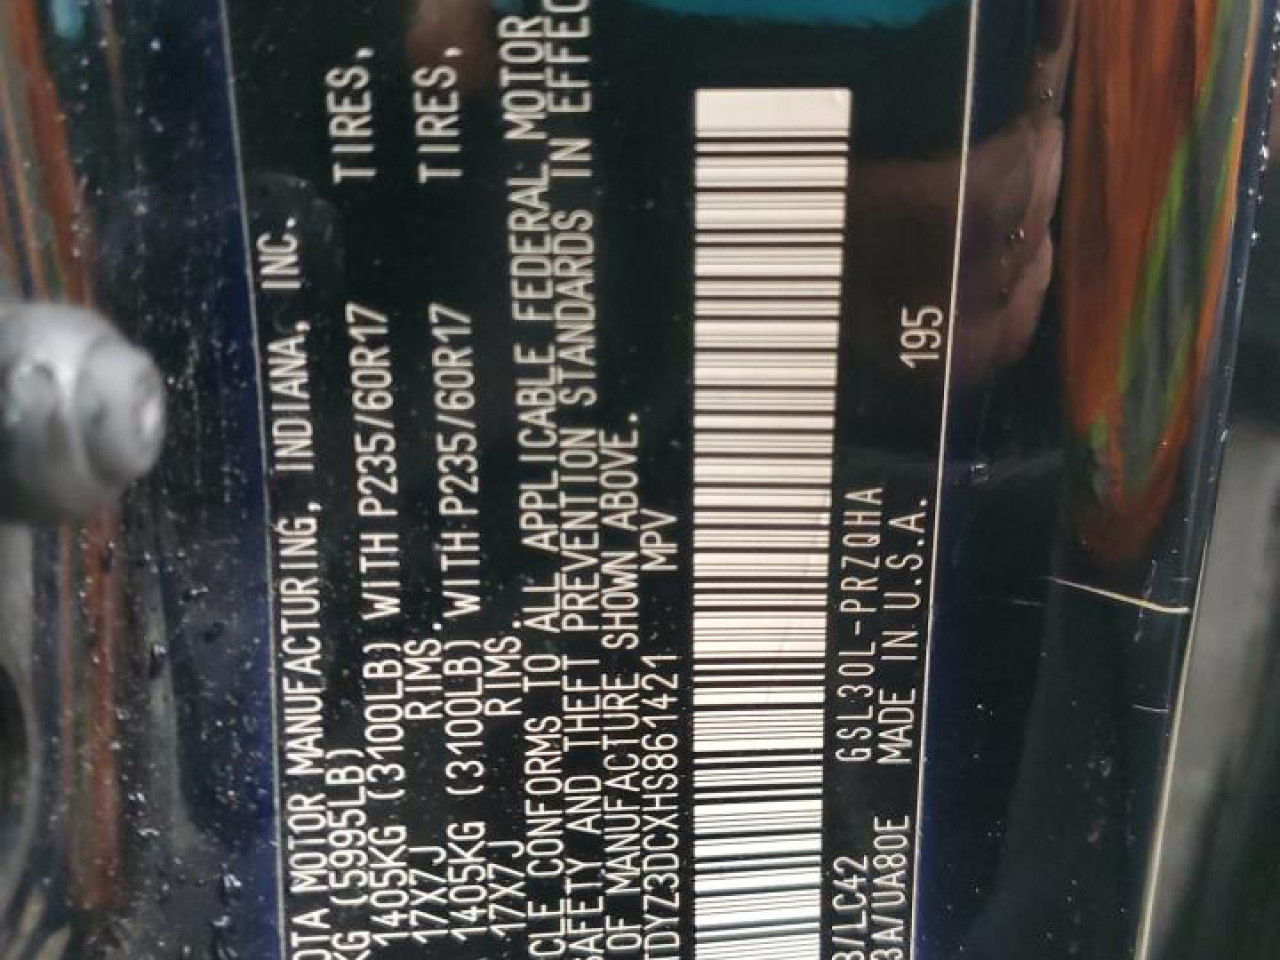 OTA MOTOR MANUFACTURING, INDIANA, INC.
KG (5995LB)
1405KG (3100LB) WITH P235/60R17 TIRES,
17X7J RIMS.
1405KG (3100LB) WITH P235/60R17 TIRES,
17X7J RIMS.
CLE CONFORMS TO ALL APPLICABLE FEDERAL MOTOR
SAFETY AND THEFT PREVENTION STANDARDS IN EFFEC
OF MANUFACTURE SHOWN ABOVE.
TDYZ3DCXHS861421 MPV
/LC42 GSL30L-PRZQHA
3A/UA80E MADE IN U.S.A. 195